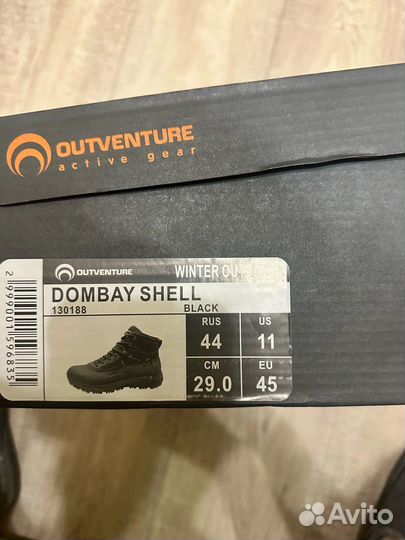 OUTVENTURE
active gear
OUTVENTURE
WINTER
DOMBAY SHELL
130188 BLACK
RUS US
44 11
CM EU
29.0 45
2999000159683
Avito